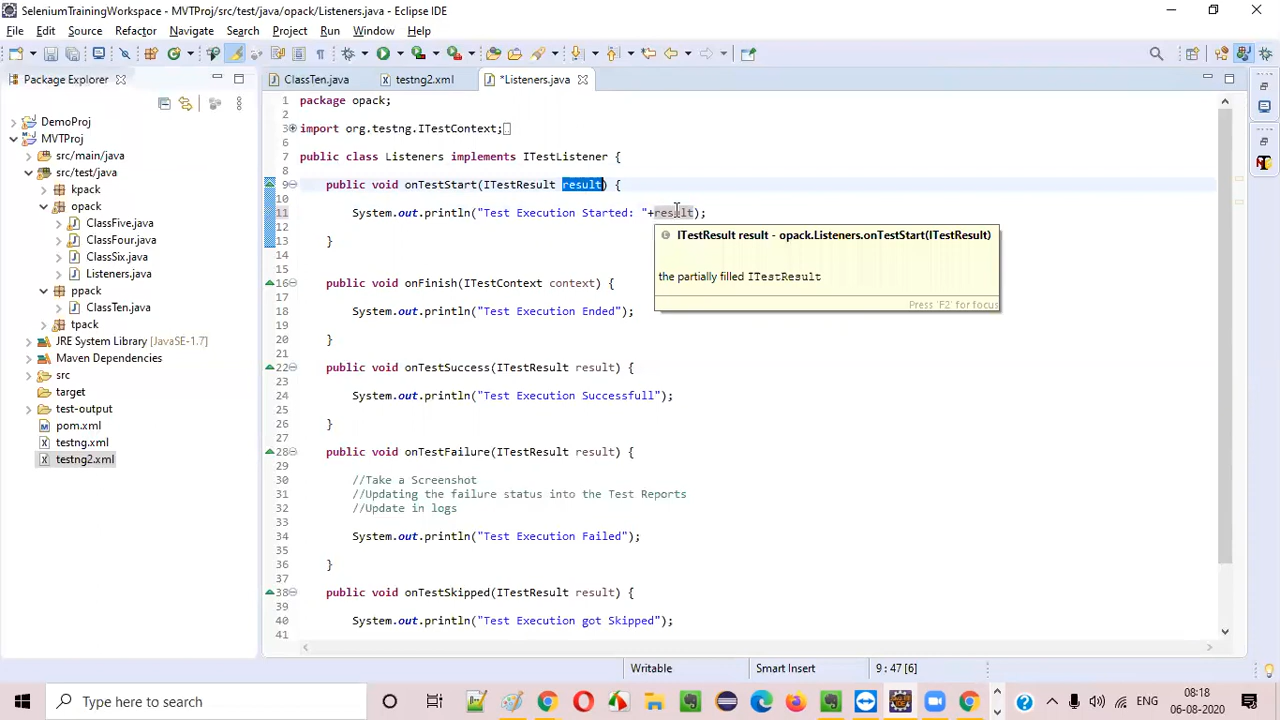 SeleniumTrainingWorkspace - MVTProj/src/test/java/opack/Listeners.java - Eclipse IDE
File Edit Source Refactor Navigate Search Project Run Window Help
Package Explorer
ClassTen.java
testng2.xml
*Listeners.java
DemoProj
MVTProj
src/main/java
src/test/java
kpack
opack
ClassFive.java
ClassFour.java
ClassSix.java
Listeners.java
ppack
ClassTen.java
tpack
JRE System Library [JavaSE-1.7]
Maven Dependencies
src
target
test-output
pom.xml
testng.xml
testng2.xml
1 package opack;
2
3 import org.testng.ITestContext;
6
7 public class Listeners implements ITestListener {
8
9 public void onTestStart(ITestResult result) {
10
11 System.out.println("Test Execution Started: "+result);
12
13 }
14
15
16 public void onFinish(ITestContext context) {
17
18 System.out.println("Test Execution Ended");
19
20 }
21
22 public void onTestSuccess(ITestResult result) {
23
24 System.out.println("Test Execution Successfull");
25
26 }
27
28 public void onTestFailure(ITestResult result) {
29
30 //Take a Screenshot
31 //Updating the failure status into the Test Reports
32 //Update in logs
33
34 System.out.println("Test Execution Failed");
35
36 }
37
38 public void onTestSkipped(ITestResult result) {
39
40 System.out.println("Test Execution got Skipped");
41
ITestResult result - opack.Listeners.onTestStart(ITestResult)
the partially filled ITestResult
Press 'F2' for focus
Writable
Smart Insert
9 : 47 [6]
Type here to search
ENG
08:18
06-08-2020